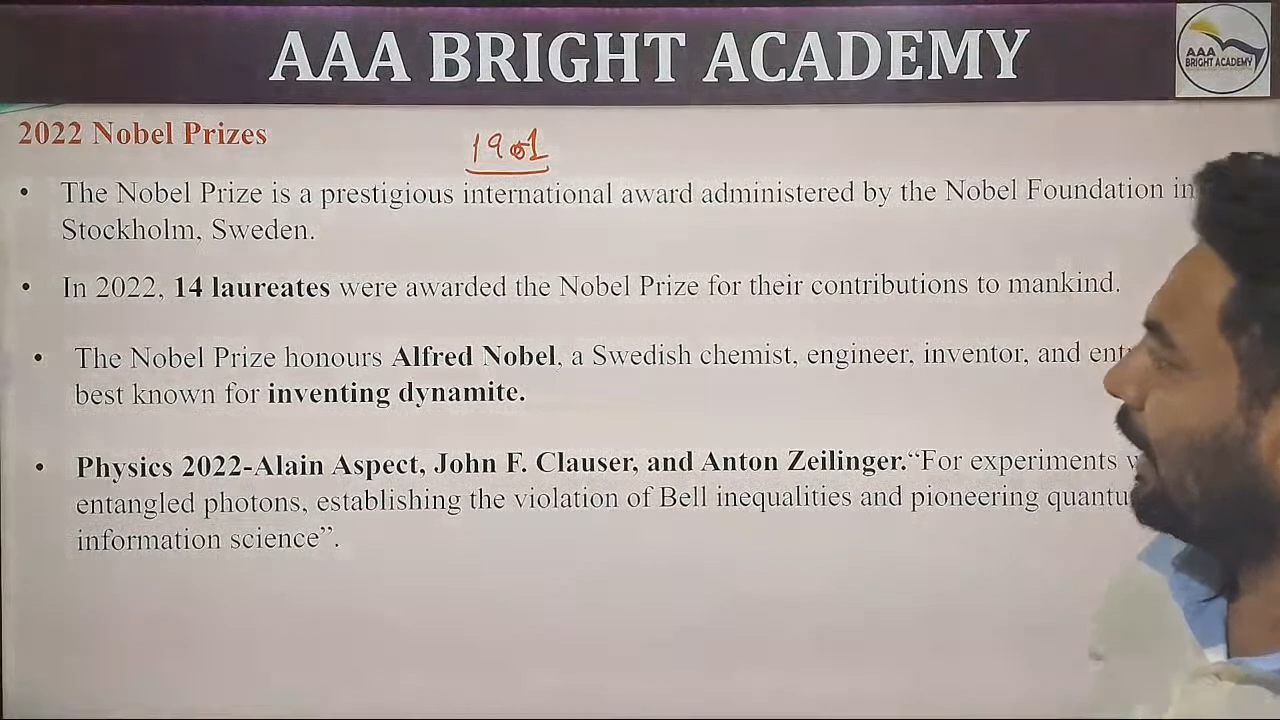 AAA BRIGHT ACADEMY
AAA
BRIGHT ACADEMY
2022 Nobel Prizes
1901
• The Nobel Prize is a prestigious international award administered by the Nobel Foundation in
Stockholm, Sweden.
• In 2022, 14 laureates were awarded the Nobel Prize for their contributions to mankind.
• The Nobel Prize honours Alfred Nobel, a Swedish chemist, engineer, inventor, and
best known for inventing dynamite.
• Physics 2022-Alain Aspect, John F. Clauser, and Anton Zeilinger.“For experiments
entangled photons, establishing the violation of Bell inequalities and pioneering
information science”.